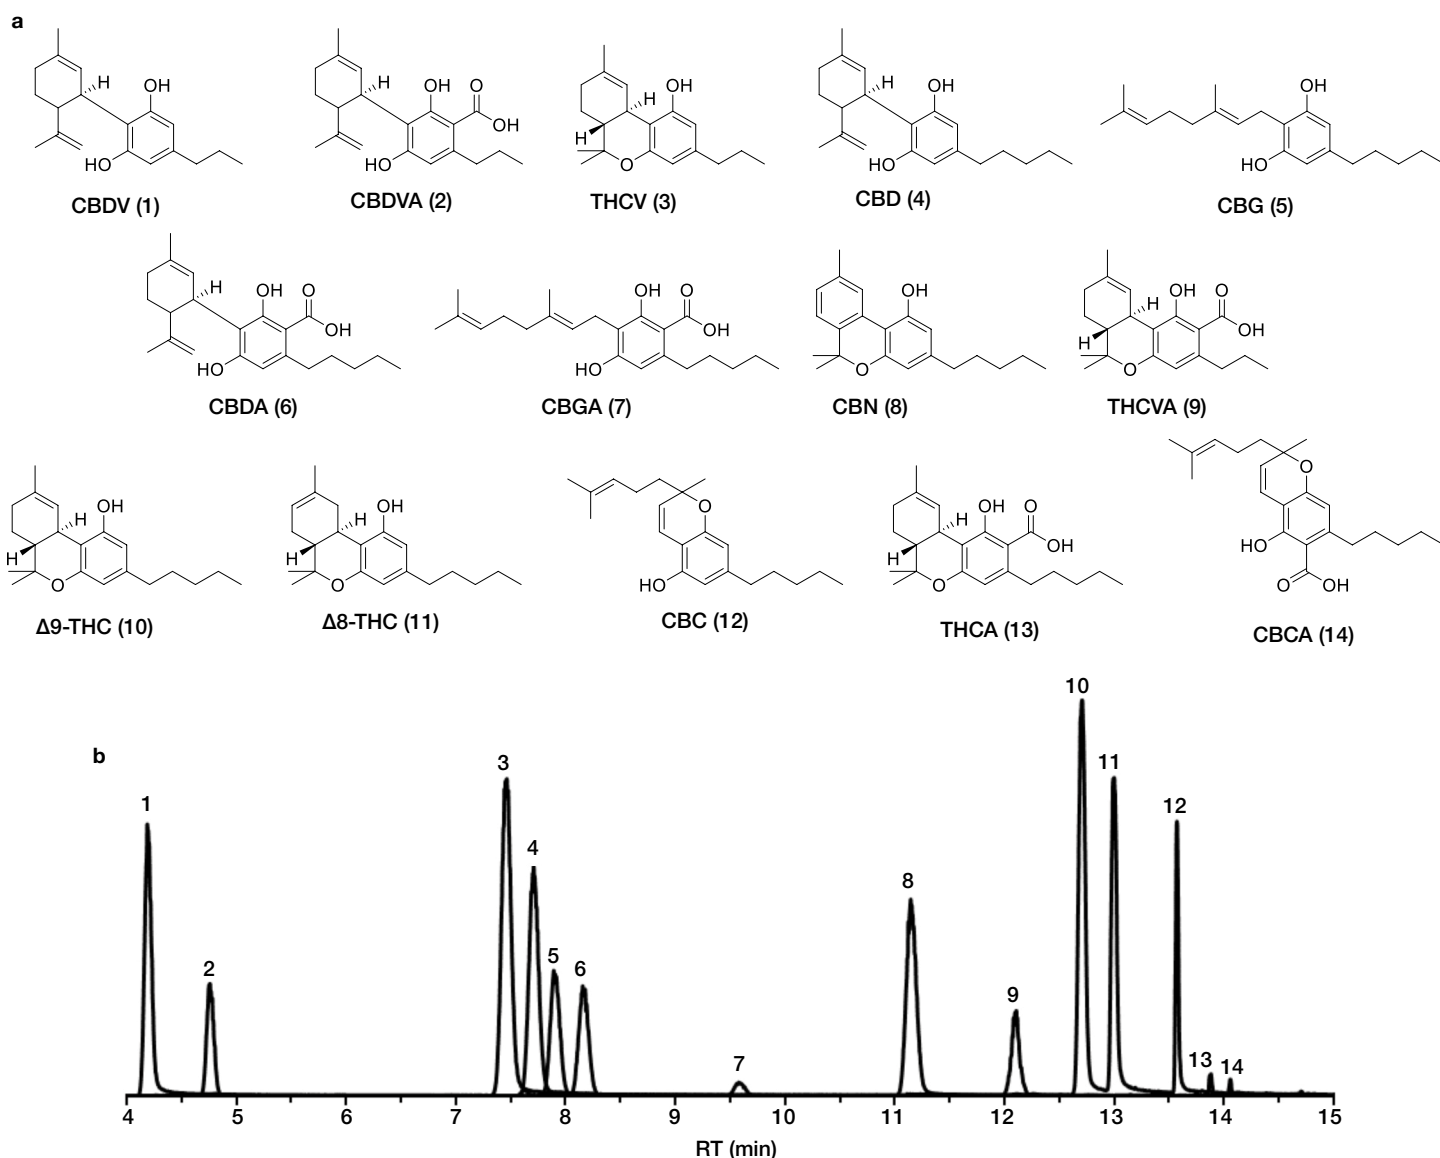 a
H OH HO
CBDV (1)
H OH O OH HO
CBDVA (2)
H OH H O
THCV (3)
H OH HO
CBD (4)
OH HO
CBG (5)
H OH O OH HO
CBDA (6)
OH O OH HO
CBGA (7)
OH O
CBN (8)
H OH O OH H O
THCVA (9)
H OH H O
Δ9-THC (10)
H OH H O
Δ8-THC (11)
O HO
CBC (12)
H OH O OH H O
THCA (13)
O HO O OH
CBCA (14)
b
1 2 3 4 5 6 7 8 9 10 11 12 13 14
4 5 6 7 8 9 10 11 12 13 14 15
RT (min)